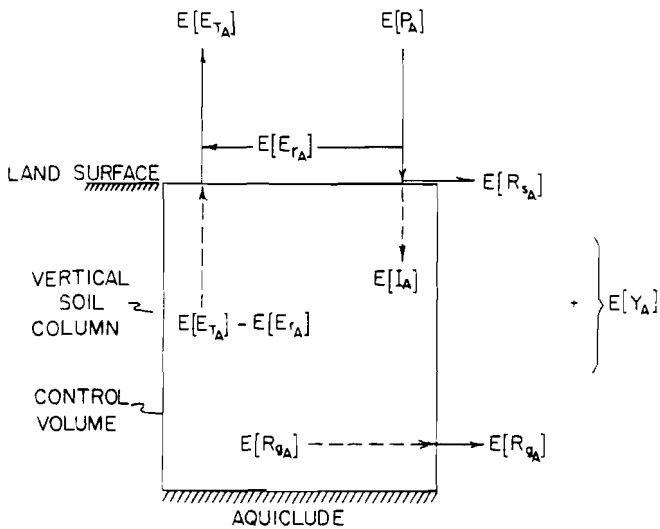 E[E_{T_A}] E[P_A]
E[E_{r_A}]
LAND SURFACE
E[R_{s_A}]
E[I_A]
VERTICAL
SOIL
COLUMN
E[E_{T_A}] - E[E_{r_A}]
+ } E[Y_A]
CONTROL
VOLUME
E[R_{g_A}] E[R_{g_A}]
AQUICLUDE